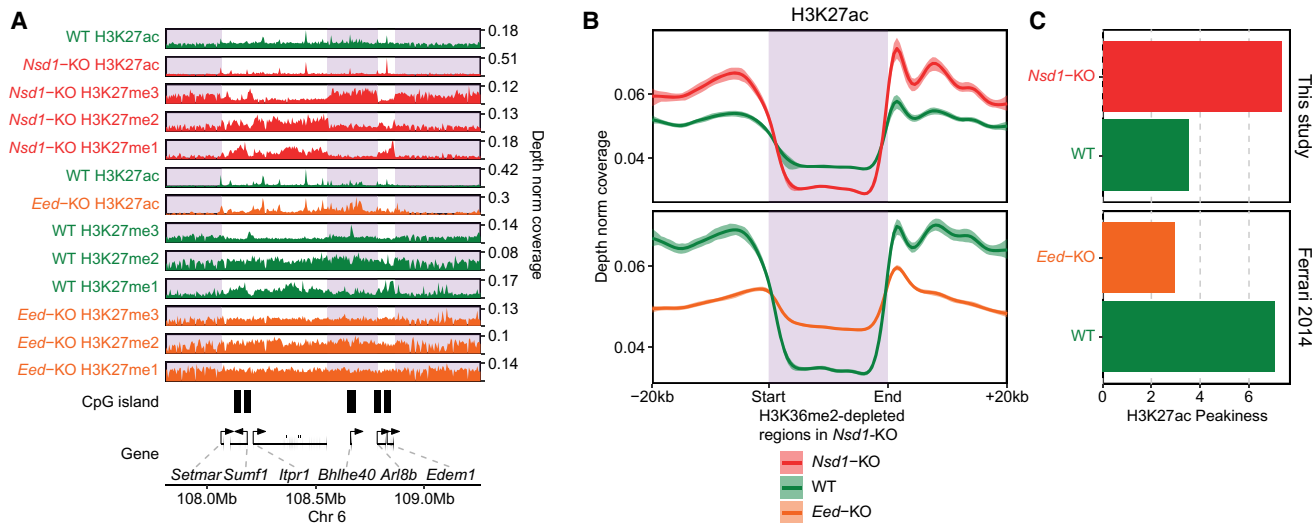 A
WT H3K27ac
0.18
Nsd1-KO H3K27ac
0.51
Nsd1-KO H3K27me3
0.12
Nsd1-KO H3K27me2
0.13
Nsd1-KO H3K27me1
0.18
WT H3K27ac
0.42
Eed-KO H3K27ac
0.3
WT H3K27me3
0.14
WT H3K27me2
0.08
WT H3K27me1
0.17
Eed-KO H3K27me3
0.13
Eed-KO H3K27me2
0.1
Eed-KO H3K27me1
0.14
Depth norm coverage
CpG island
Gene
Setmar Sumf1 Itpr1 Bhlhe40 Arl8b Edem1
108.0Mb 108.5Mb 109.0Mb
Chr 6
B
H3K27ac
Depth norm coverage
0.06
0.04
0.06
0.04
−20kb Start End +20kb
H3K36me2-depleted
regions in Nsd1-KO
Nsd1−KO
WT
Eed−KO
C
Nsd1−KO
WT
This study
Eed−KO
WT
Ferrari 2014
0 2 4 6
H3K27ac Peakiness